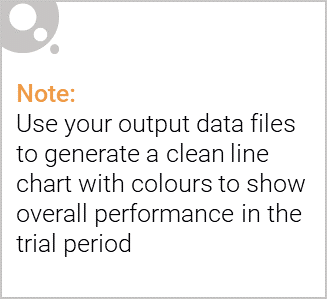 Note:
Use your output data files
to generate a clean line
chart with colours to show
overall performance in the
trial period